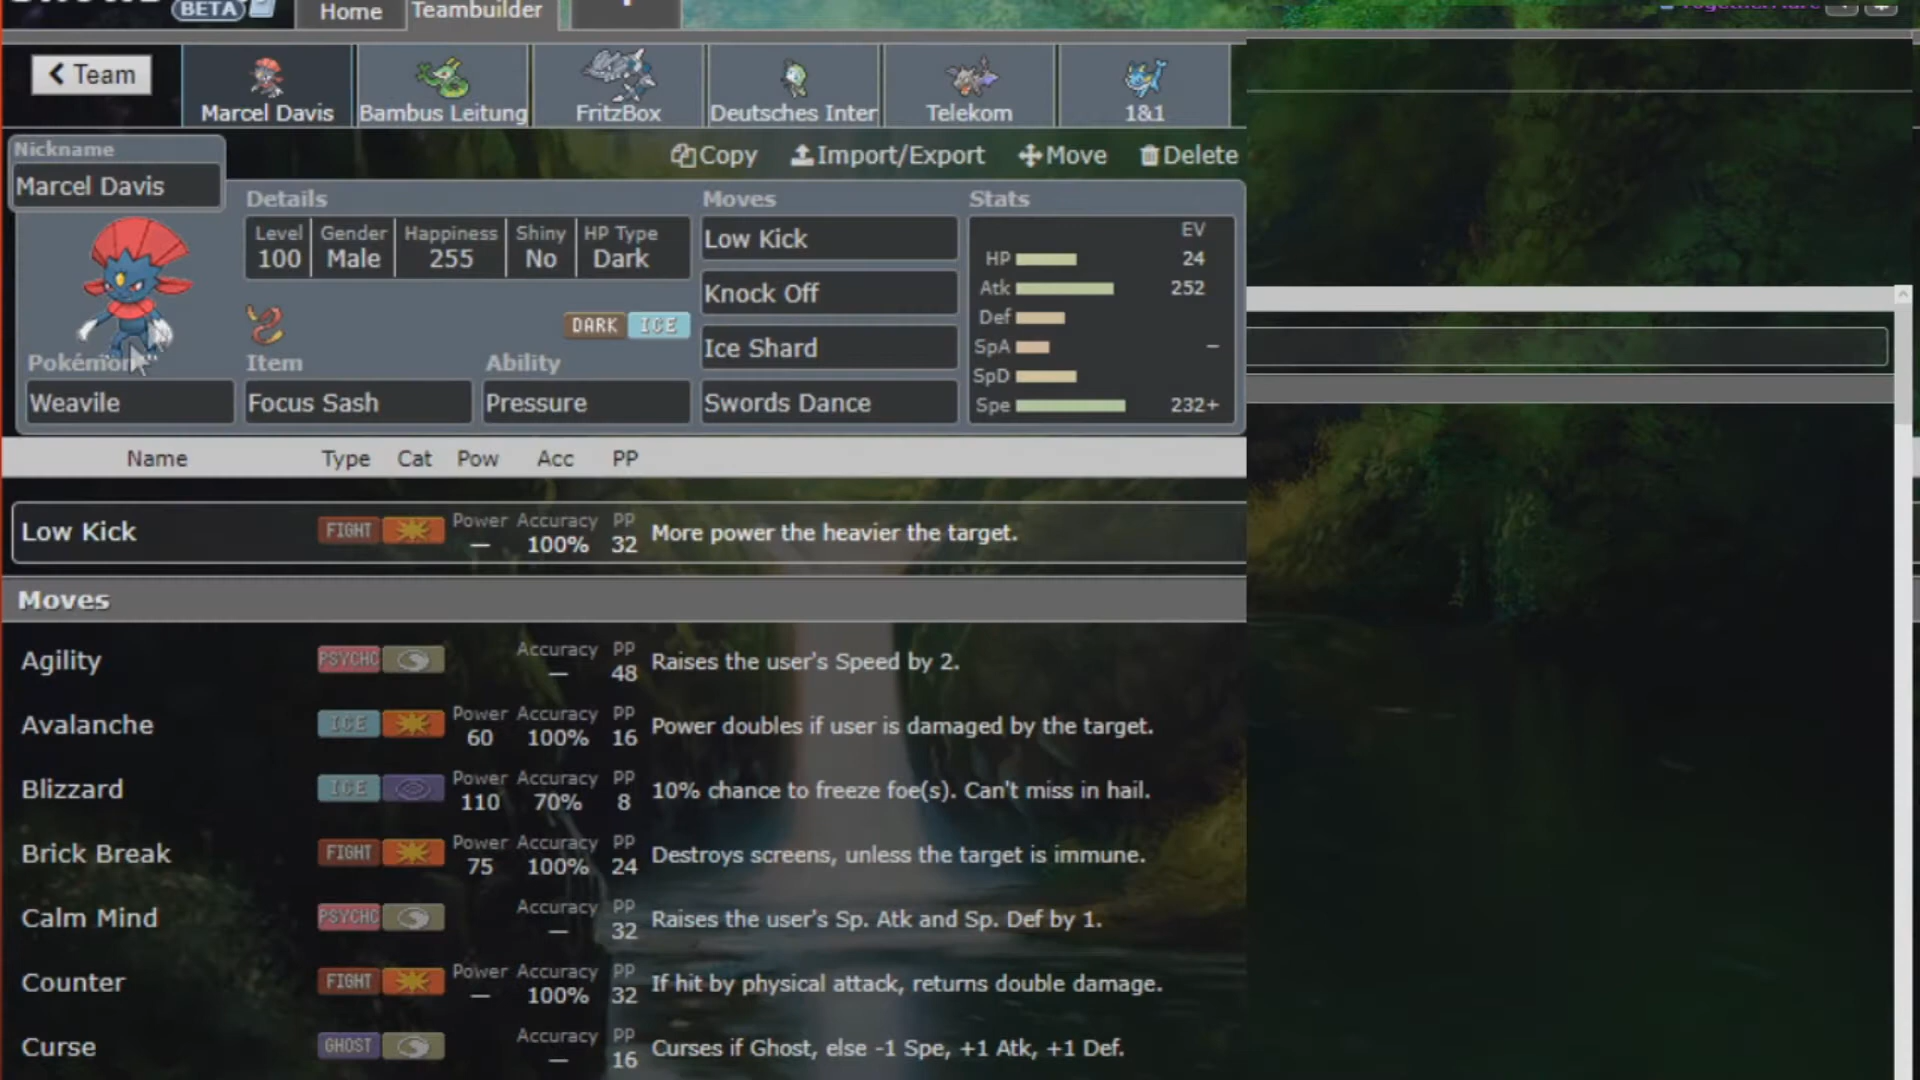 BETA
Home
Teambuilder
< Team
Marcel Davis
Bambus Leitung
FritzBox
Deutsches Inter
Telekom
1&1
Copy
Import/Export
Move
Delete
Nickname
Marcel Davis
Details
Moves
Stats
Level
Gender
Happiness
Shiny
HP Type
100
Male
255
No
Dark
Low Kick
Knock Off
Ice Shard
Swords Dance
EV
HP 24
Atk 252
Def
SpA –
SpD
Spe 232+
DARK ICE
Pokémon
Item
Ability
Weavile
Focus Sash
Pressure
Name Type Cat Pow Acc PP
Low Kick FIGHT Power — Accuracy 100% PP 32 More power the heavier the target.
Moves
Agility PSYCHC Accuracy — PP 48 Raises the user's Speed by 2.
Avalanche ICE Power 60 Accuracy 100% PP 16 Power doubles if user is damaged by the target.
Blizzard ICE Power 110 Accuracy 70% PP 8 10% chance to freeze foe(s). Can't miss in hail.
Brick Break FIGHT Power 75 Accuracy 100% PP 24 Destroys screens, unless the target is immune.
Calm Mind PSYCHC Accuracy — PP 32 Raises the user's Sp. Atk and Sp. Def by 1.
Counter FIGHT Power — Accuracy 100% PP 32 If hit by physical attack, returns double damage.
Curse GHOST Accuracy — PP 16 Curses if Ghost, else -1 Spe, +1 Atk, +1 Def.